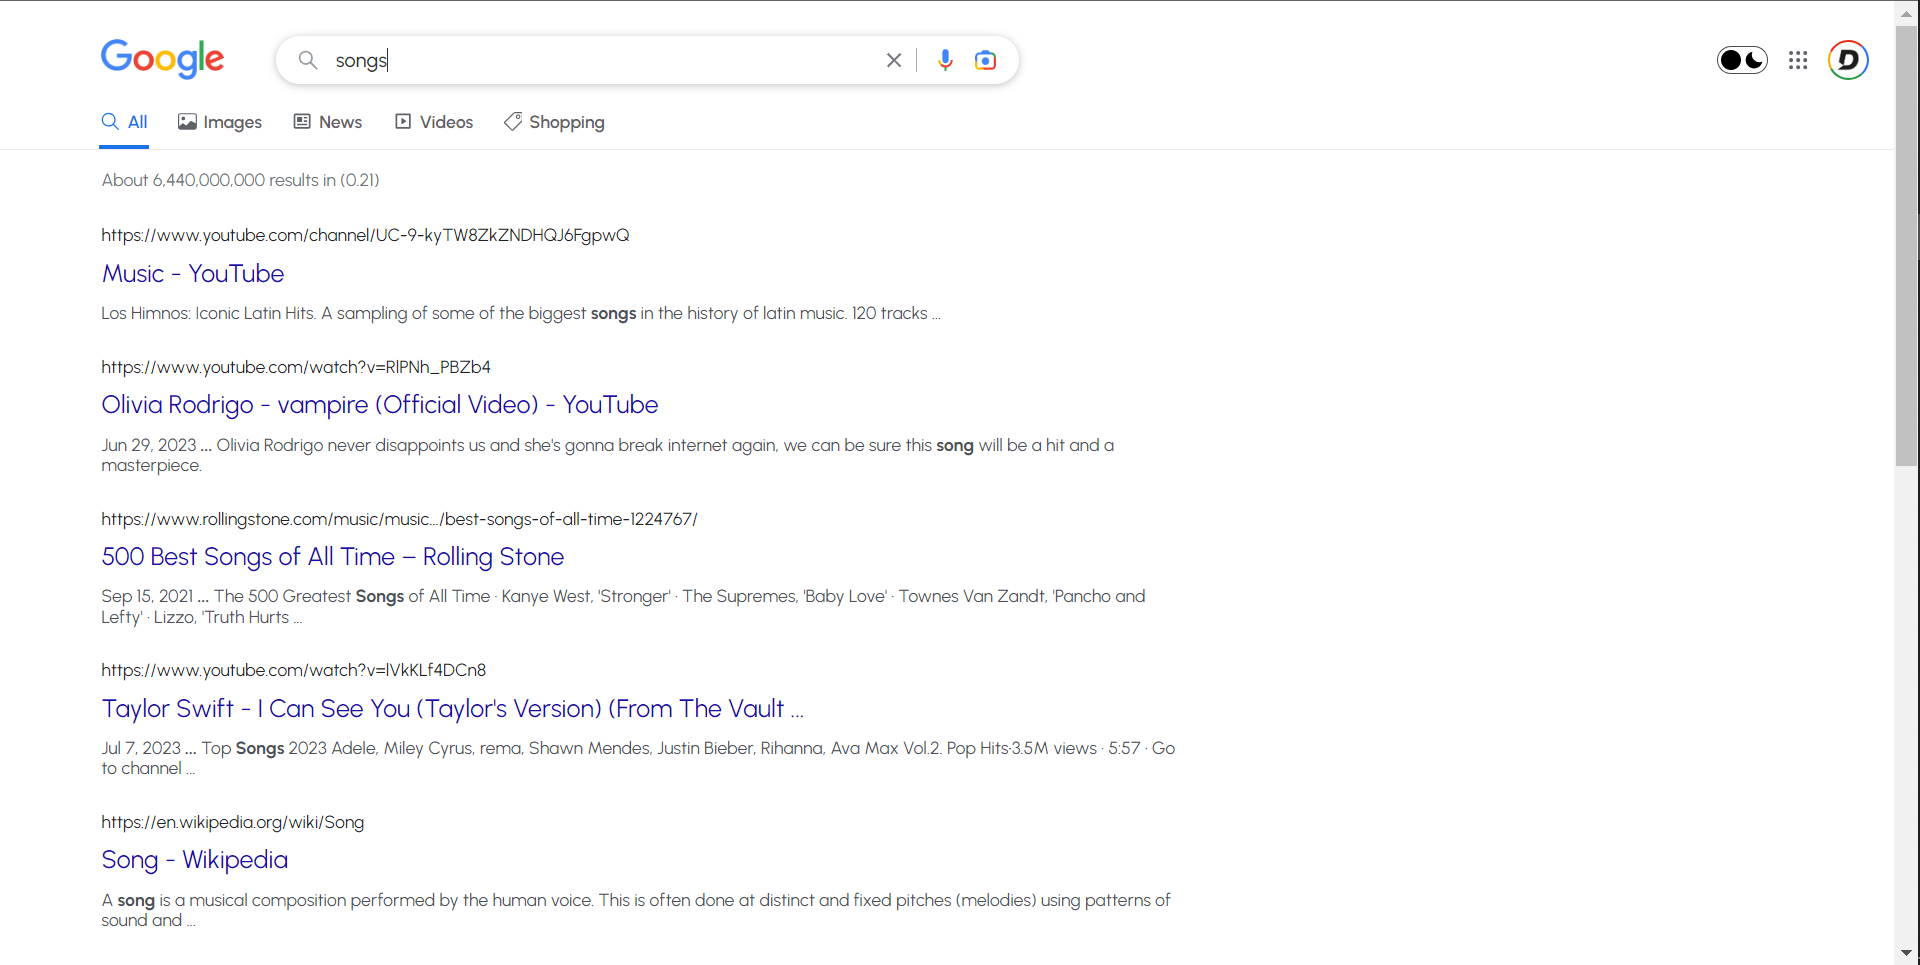 Google
songs
All Images News Videos Shopping
About 6,440,000,000 results in (0.21)
https://www.youtube.com/channel/UC-9-kyTW8ZkZNDHQJ6FgpwQ
Music - YouTube
Los Himnos: Iconic Latin Hits. A sampling of some of the biggest songs in the history of latin music. 120 tracks ...
https://www.youtube.com/watch?v=RlPNh_PBZb4
Olivia Rodrigo - vampire (Official Video) - YouTube
Jun 29, 2023 ... Olivia Rodrigo never disappoints us and she's gonna break internet again, we can be sure this song will be a hit and a
masterpiece.
https://www.rollingstone.com/music/music.../best-songs-of-all-time-1224767/
500 Best Songs of All Time – Rolling Stone
Sep 15, 2021 ... The 500 Greatest Songs of All Time · Kanye West, 'Stronger' · The Supremes, 'Baby Love' · Townes Van Zandt, 'Pancho and
Lefty' · Lizzo, 'Truth Hurts ...
https://www.youtube.com/watch?v=lVkKLf4DCn8
Taylor Swift - I Can See You (Taylor's Version) (From The Vault ...
Jul 7, 2023 ... Top Songs 2023 Adele, Miley Cyrus, rema, Shawn Mendes, Justin Bieber, Rihanna, Ava Max Vol.2. Pop Hits·3.5M views · 5:57 · Go
to channel ...
https://en.wikipedia.org/wiki/Song
Song - Wikipedia
A song is a musical composition performed by the human voice. This is often done at distinct and fixed pitches (melodies) using patterns of
sound and ...